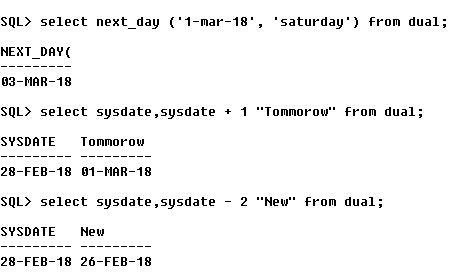 SQL> select next_day ('1-mar-18', 'saturday') from dual;
NEXT_DAY(
---------
03-MAR-18
SQL> select sysdate,sysdate + 1 "Tommorow" from dual;
SYSDATE   Tommorow
--------- ---------
28-FEB-18 01-MAR-18
SQL> select sysdate,sysdate - 2 "New" from dual;
SYSDATE   New
--------- ---------
28-FEB-18 26-FEB-18